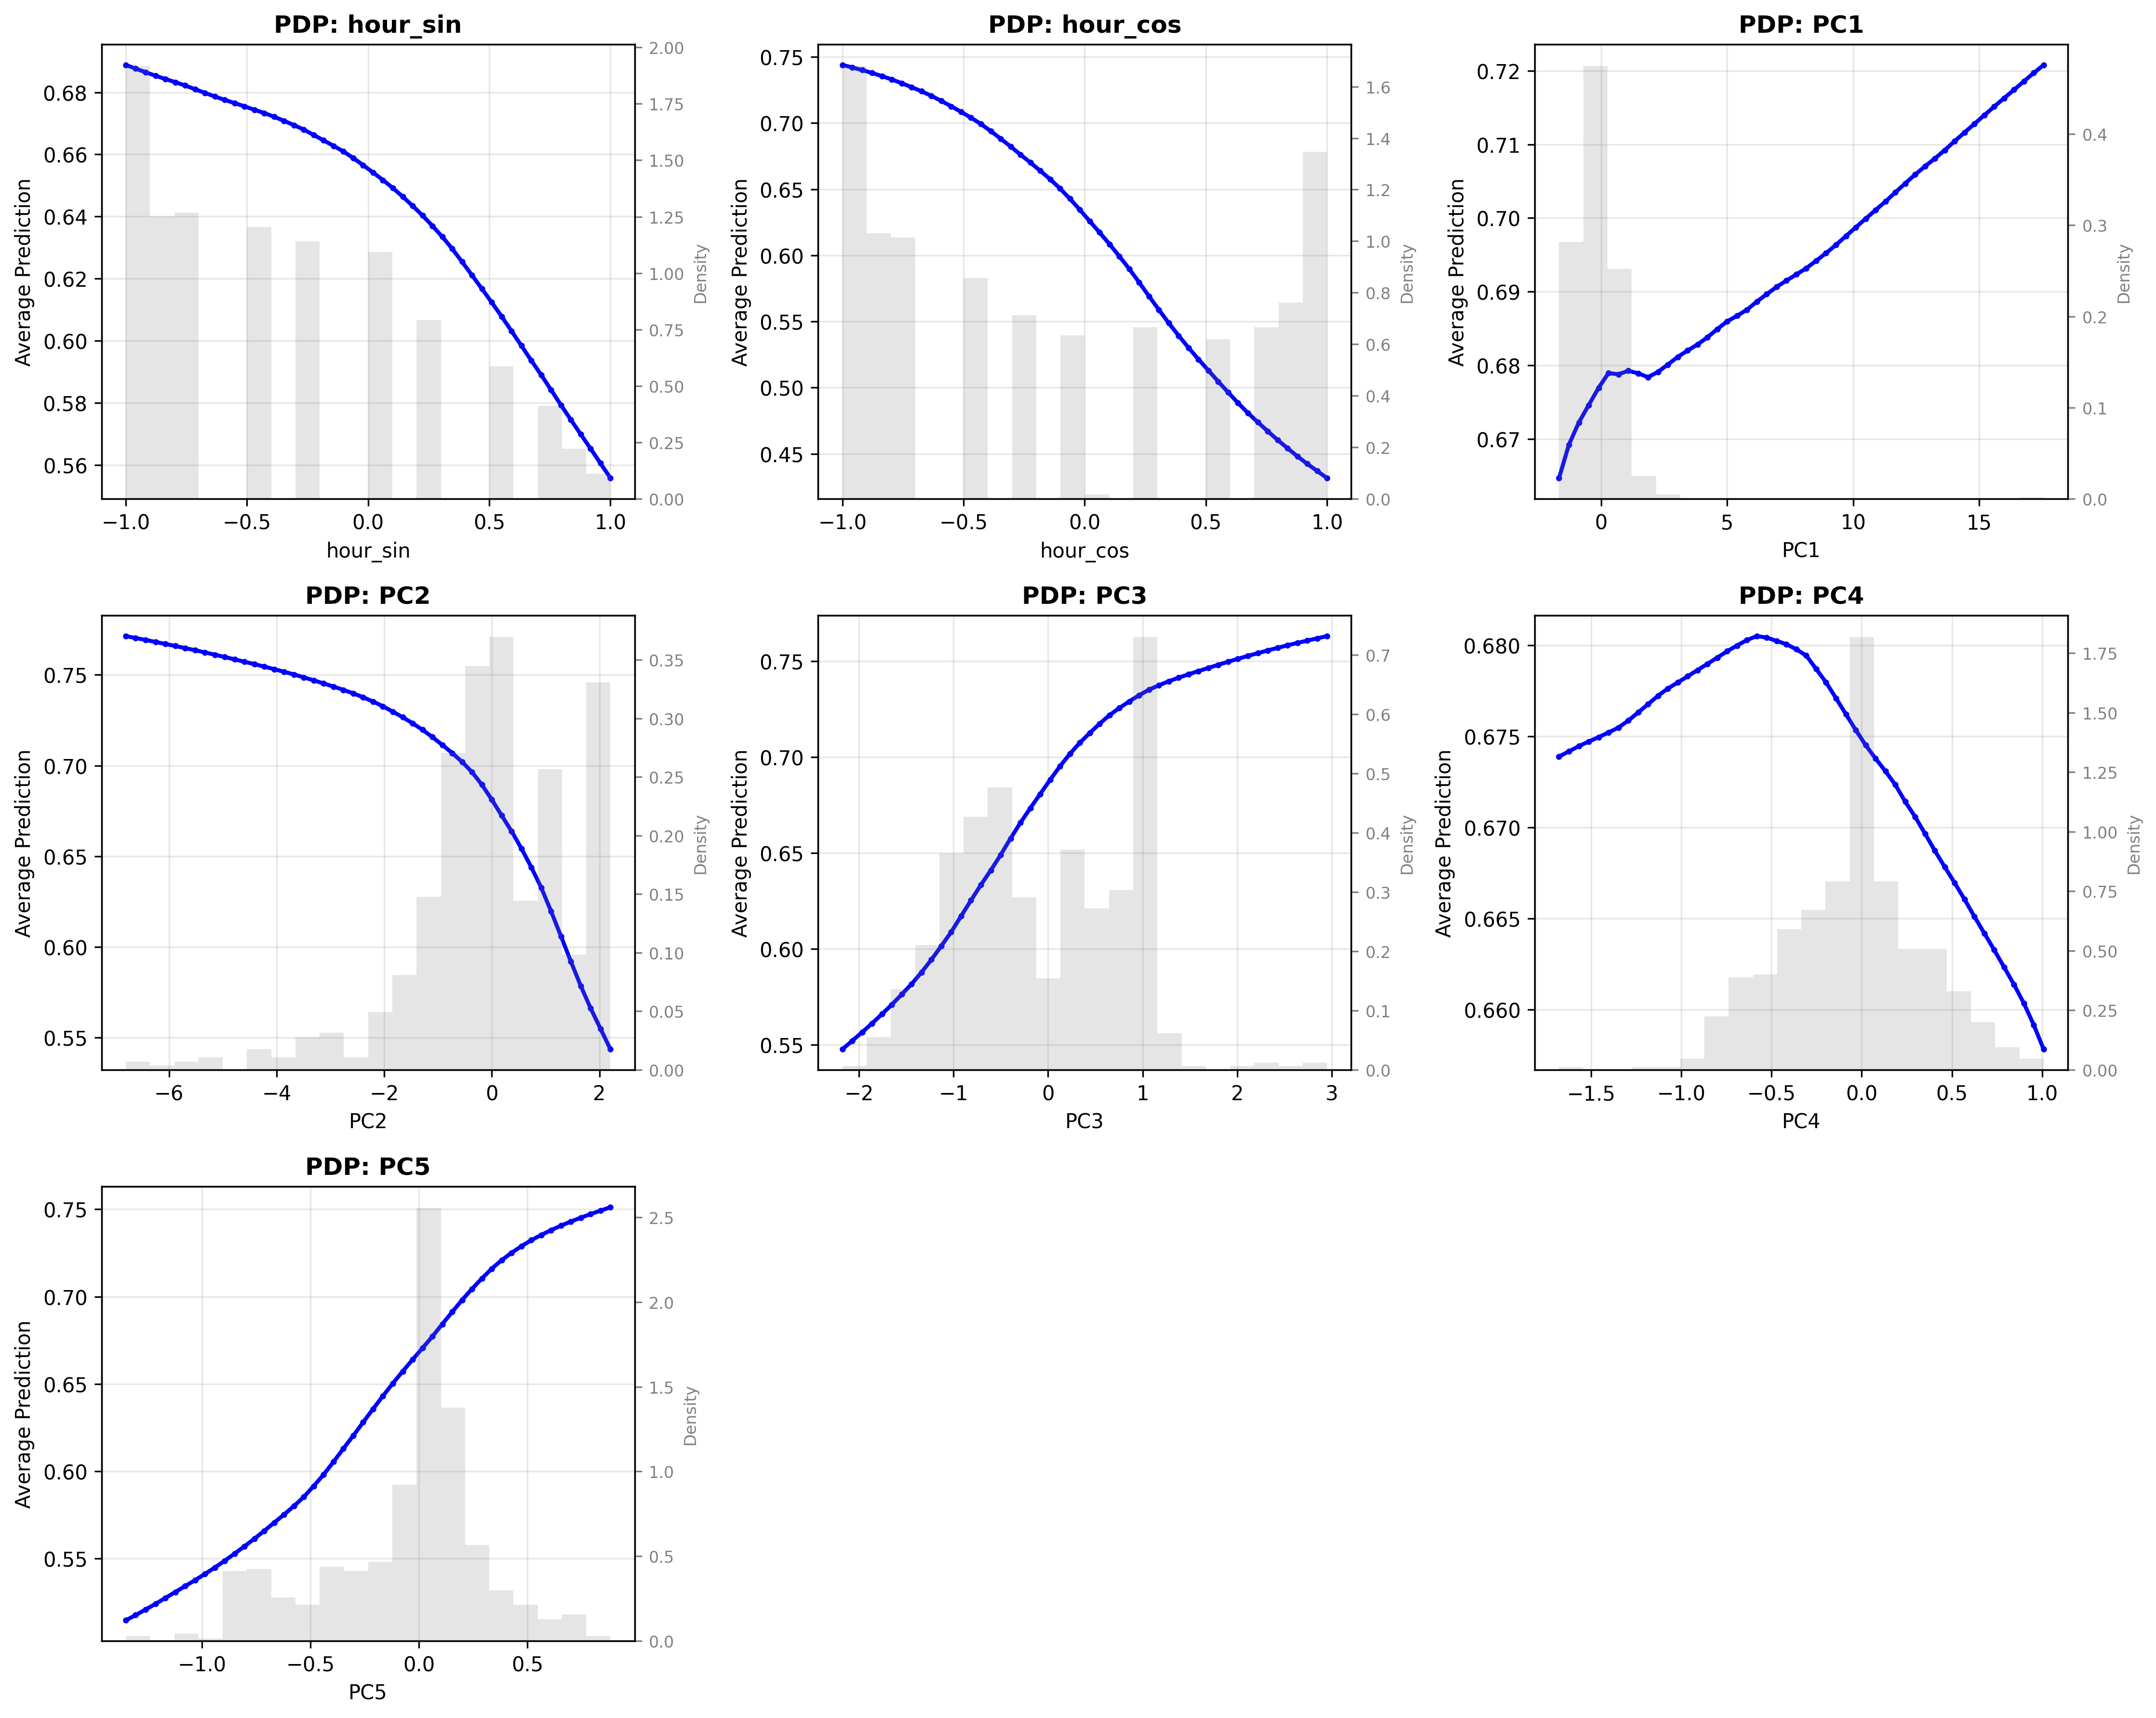 PDP: hour_sin
0.68
0.66
0.64
0.62
0.60
0.58
0.56
Average Prediction
2.00
1.75
1.50
1.25
1.00
0.75
0.50
0.25
0.00
Density
−1.0 −0.5 0.0 0.5 1.0
hour_sin
PDP: hour_cos
0.75
0.70
0.65
0.60
0.55
0.50
0.45
Average Prediction
1.6
1.4
1.2
1.0
0.8
0.6
0.4
0.2
0.0
Density
−1.0 −0.5 0.0 0.5 1.0
hour_cos
PDP: PC1
0.72
0.71
0.70
0.69
0.68
0.67
Average Prediction
0.4
0.3
0.2
0.1
0.0
Density
0 5 10 15
PC1
PDP: PC2
0.75
0.70
0.65
0.60
0.55
Average Prediction
0.35
0.30
0.25
0.20
0.15
0.10
0.05
0.00
Density
−6 −4 −2 0 2
PC2
PDP: PC3
0.75
0.70
0.65
0.60
0.55
Average Prediction
0.7
0.6
0.5
0.4
0.3
0.2
0.1
0.0
Density
−2 −1 0 1 2 3
PC3
PDP: PC4
0.680
0.675
0.670
0.665
0.660
Average Prediction
1.75
1.50
1.25
1.00
0.75
0.50
0.25
0.00
Density
−1.5 −1.0 −0.5 0.0 0.5 1.0
PC4
PDP: PC5
0.75
0.70
0.65
0.60
0.55
Average Prediction
2.5
2.0
1.5
1.0
0.5
0.0
Density
−1.0 −0.5 0.0 0.5
PC5